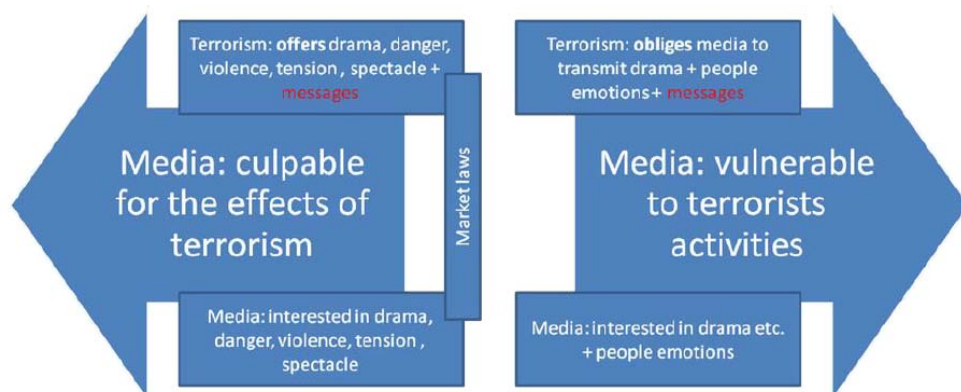 Terrorism: offers drama, danger,
violence, tension , spectacle +
messages
Media: culpable
for the effects of
terrorism
Market laws
Media: interested in drama,
danger, violence, tension ,
spectacle
Terrorism: obliges media to
transmit drama + people
emotions + messages
Media: vulnerable
to terrorists
activities
Media: interested in drama etc.
+ people emotions